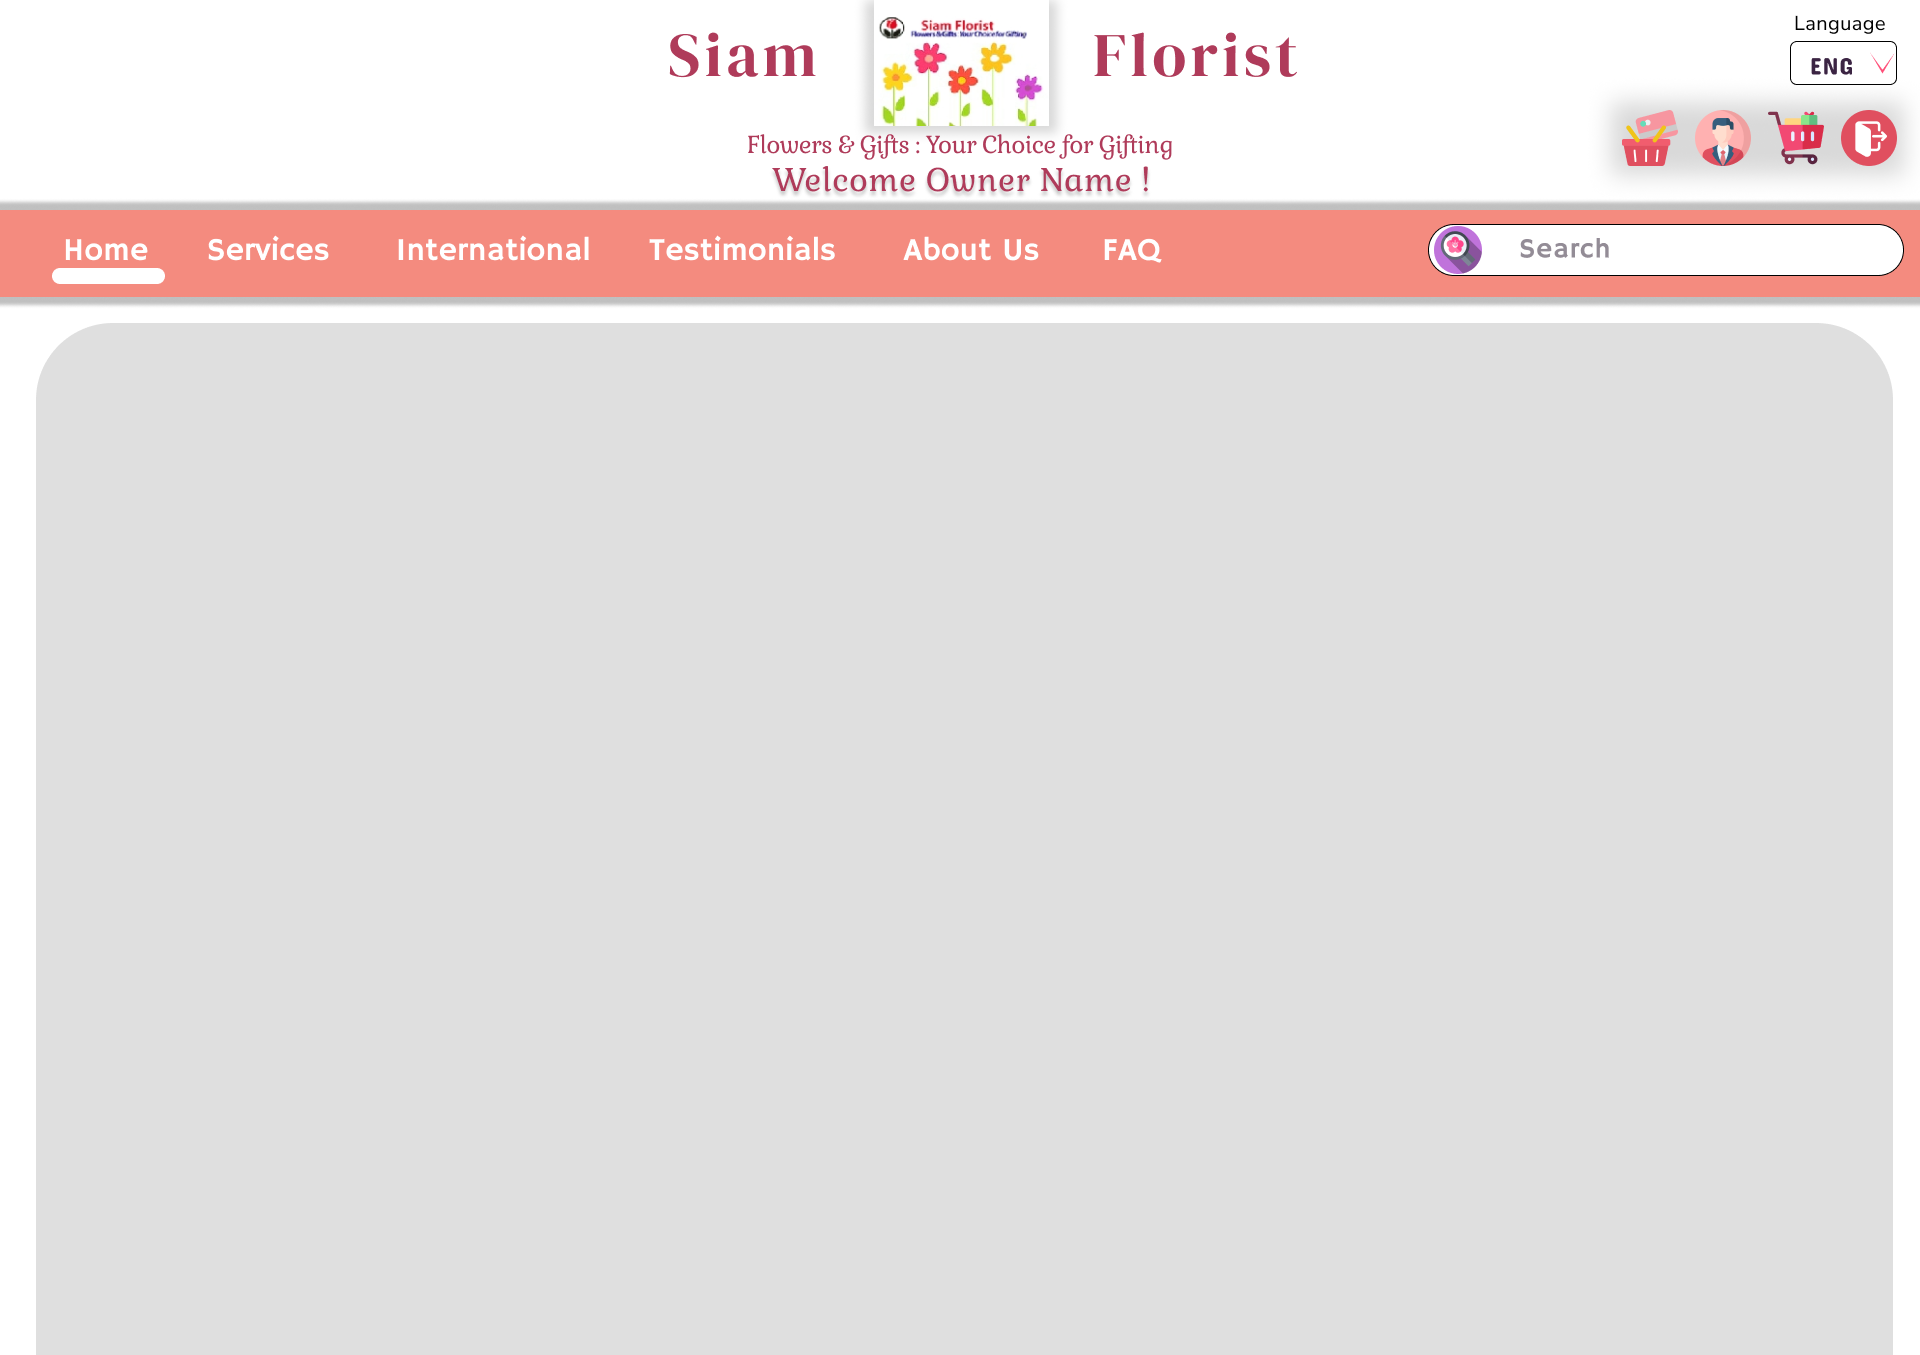 Siam Florist
Siam Florist
Flowers & Gifts Your Choice for Gifting
Flowers & Gifts : Your Choice for Gifting
Welcome Owner Name !
Language
ENG
Home Services International Testimonials About Us FAQ Search